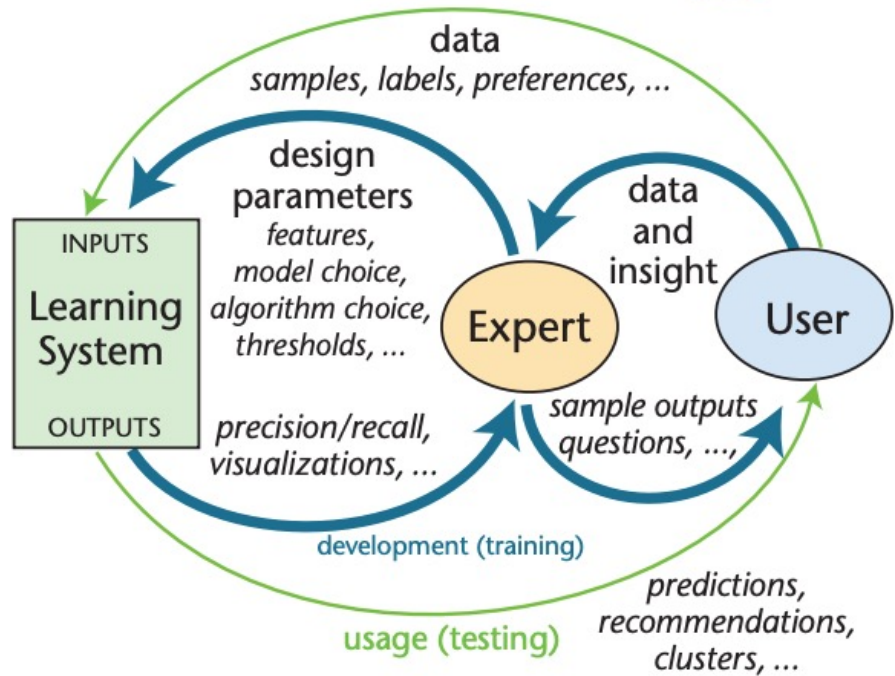 data
samples, labels, preferences, ...
design
parameters
features,
model choice,
algorithm choice,
thresholds, ...
data
and
insight
INPUTS
Learning
System
OUTPUTS
Expert
User
precision/recall,
visualizations, ...
sample outputs
questions, ...,
development (training)
usage (testing)
predictions,
recommendations,
clusters, ...